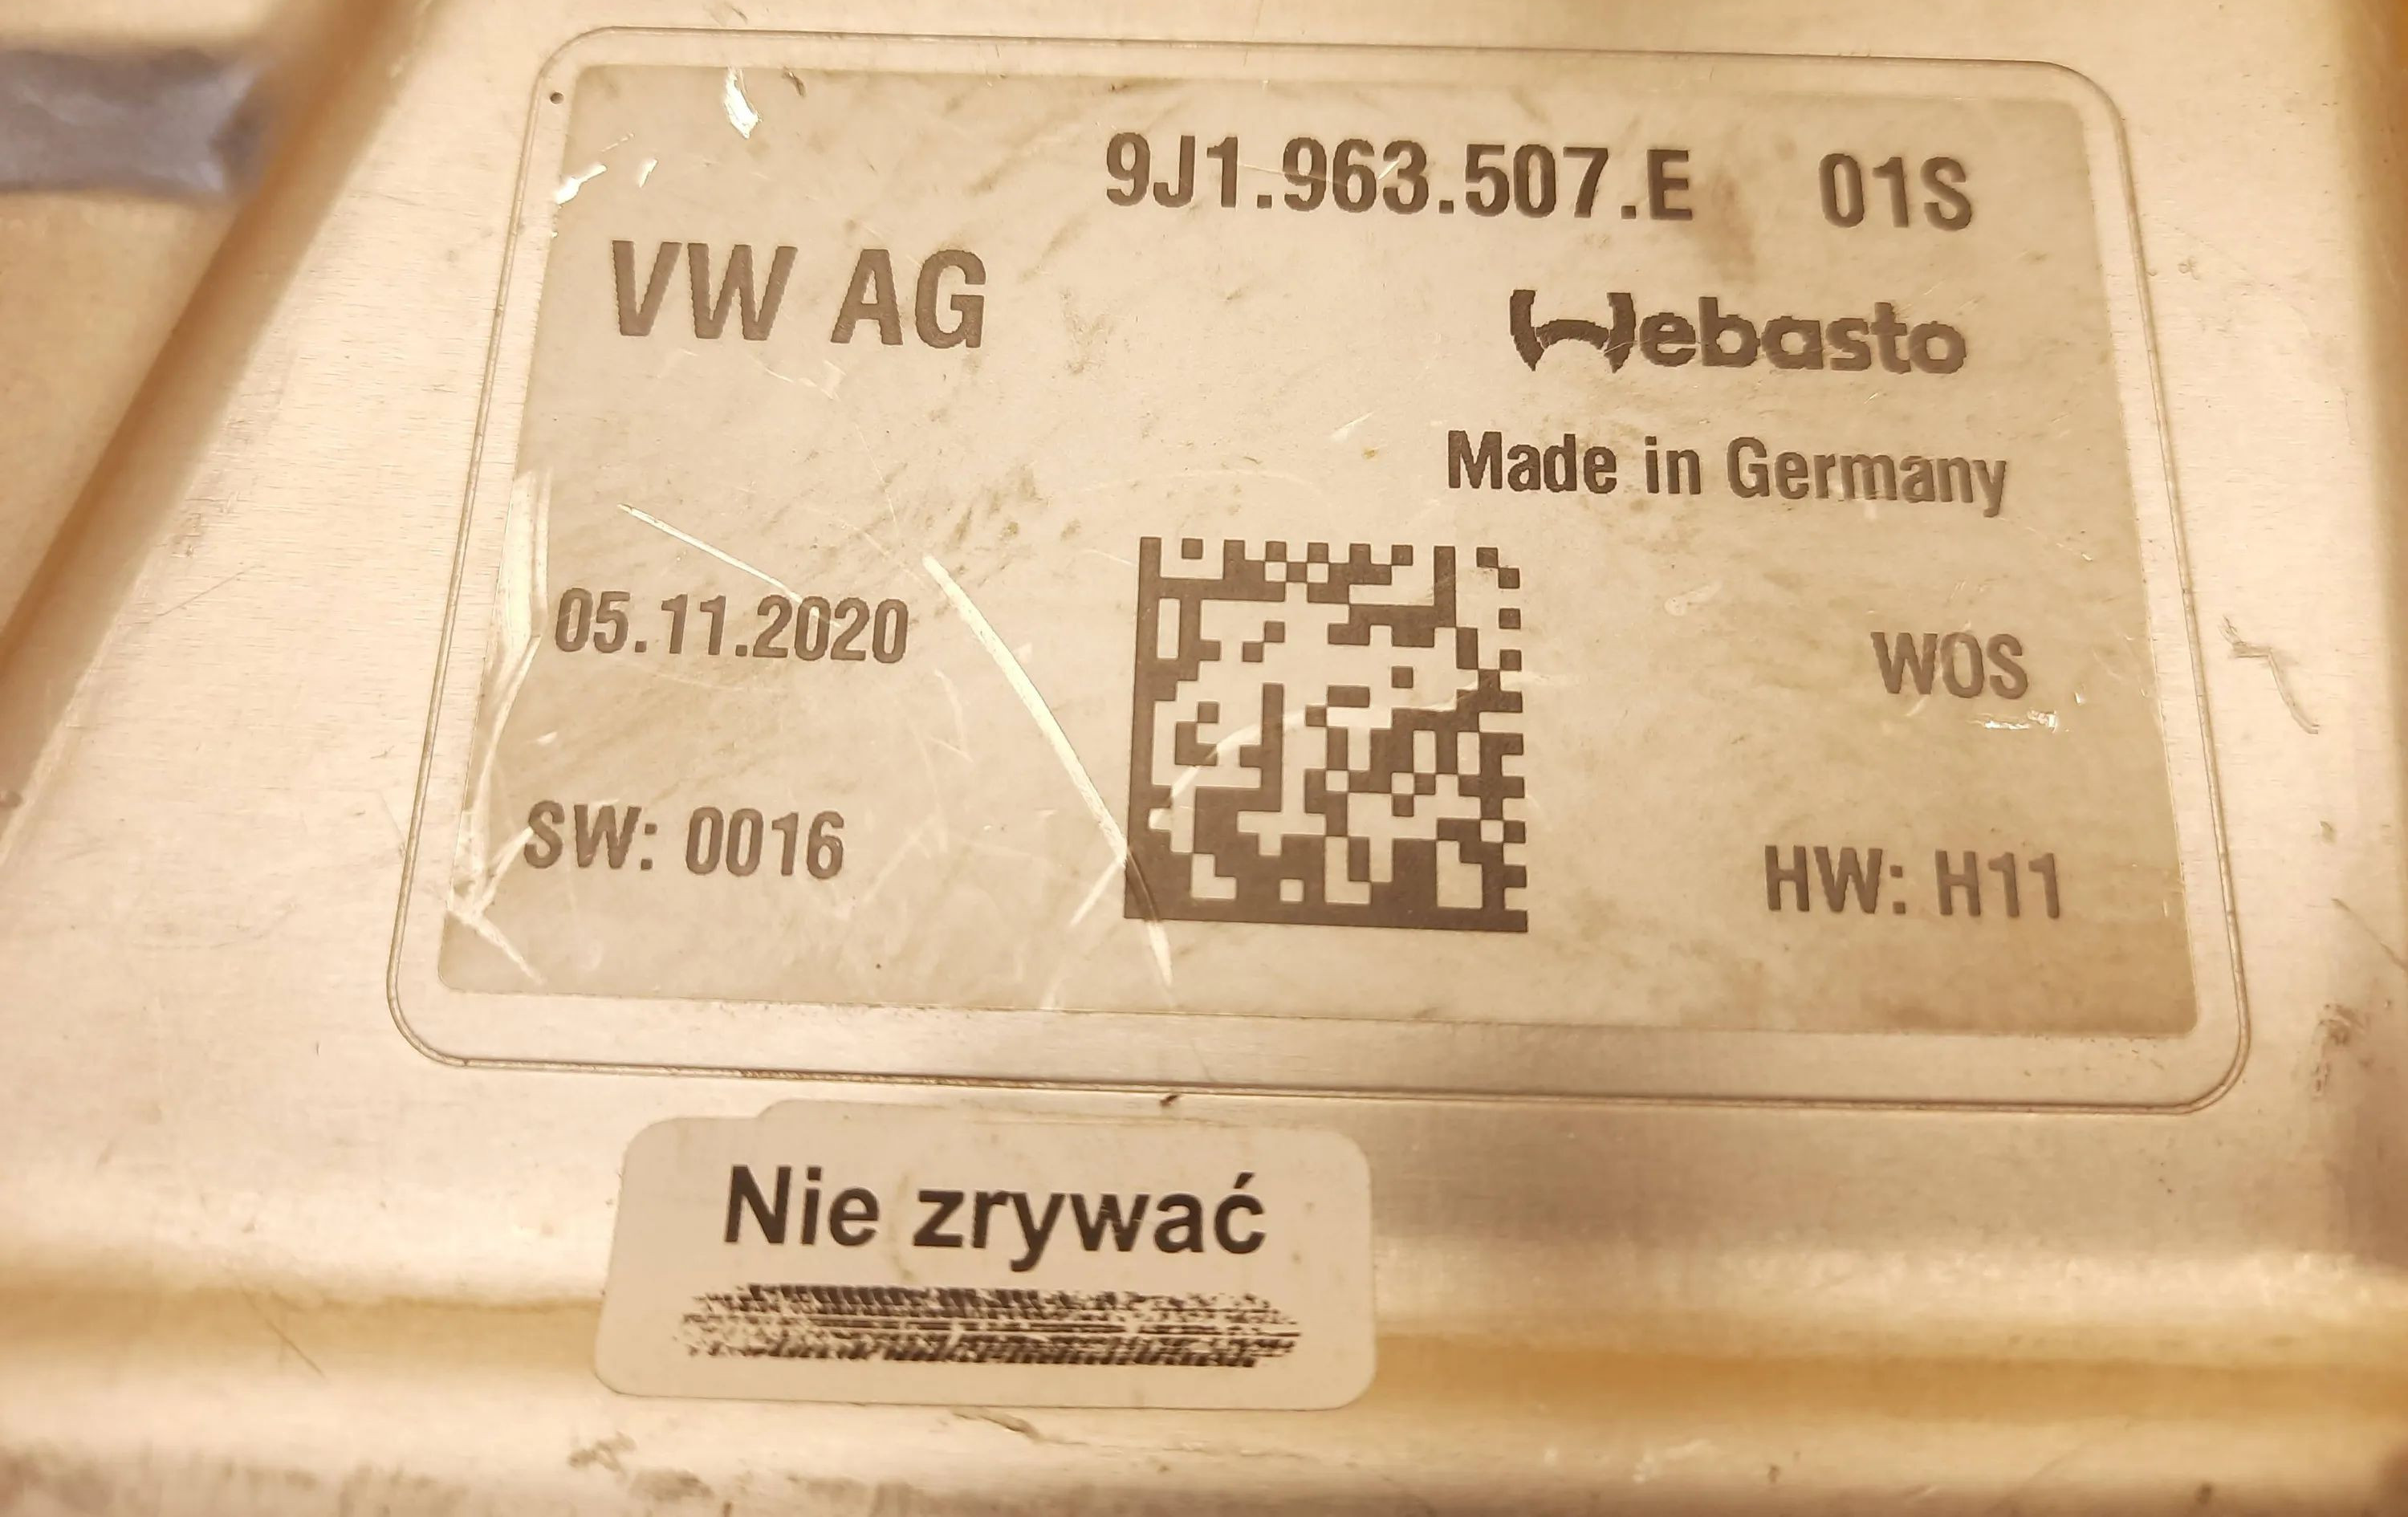 9J1.963.507.E 01S
VW AG
Webasto
Made in Germany
05.11.2020
WOS
SW: 0016
HW: H11
Nie zrywać